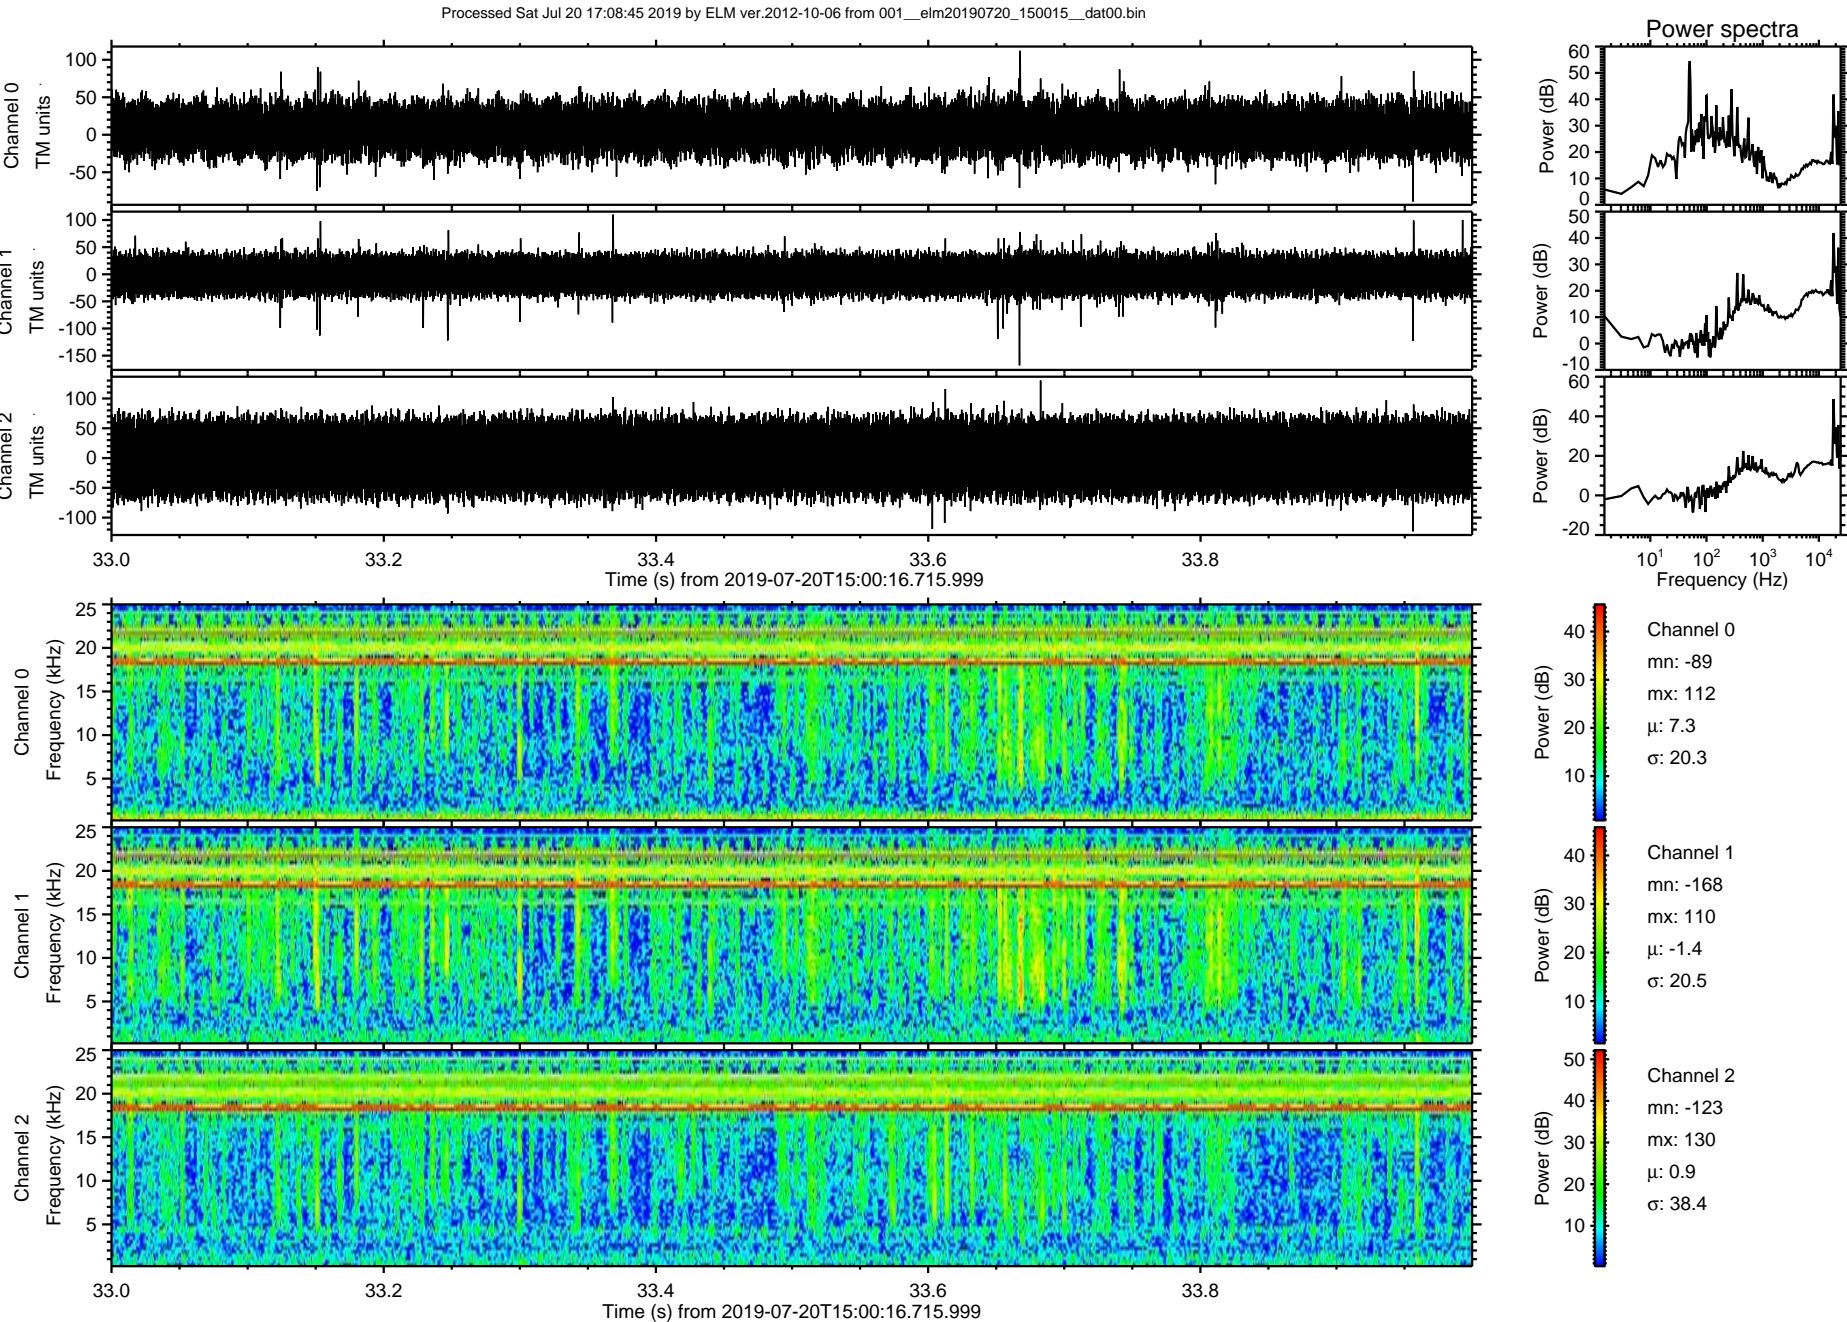 Processed Sat Jul 20 17:08:45 2019 by ELM ver.2012-10-06 from 001__elm20190720_150015__dat00.bin
Power spectra
Channel 0
TM units
100
50
0
-50
Power (dB)
60
50
40
30
20
10
0
Channel 1
TM units
100
50
0
-50
-100
-150
Power (dB)
50
40
30
20
10
0
-10
Channel 2
TM units
100
50
0
-50
-100
Power (dB)
60
40
20
0
-20
33.0 33.2 33.4 33.6 33.8
Time (s) from 2019-07-20T15:00:16.715.999
10^1 10^2 10^3 10^4
Frequency (Hz)
Channel 0
Frequency (kHz)
25
20
15
10
5
Power (dB)
40
30
20
10
Channel 0
mn: -89
mx: 112
μ: 7.3
σ: 20.3
Channel 1
Frequency (kHz)
25
20
15
10
5
Power (dB)
40
30
20
10
Channel 1
mn: -168
mx: 110
μ: -1.4
σ: 20.5
Channel 2
Frequency (kHz)
25
20
15
10
5
Power (dB)
50
40
30
20
10
Channel 2
mn: -123
mx: 130
μ: 0.9
σ: 38.4
33.0 33.2 33.4 33.6 33.8
Time (s) from 2019-07-20T15:00:16.715.999